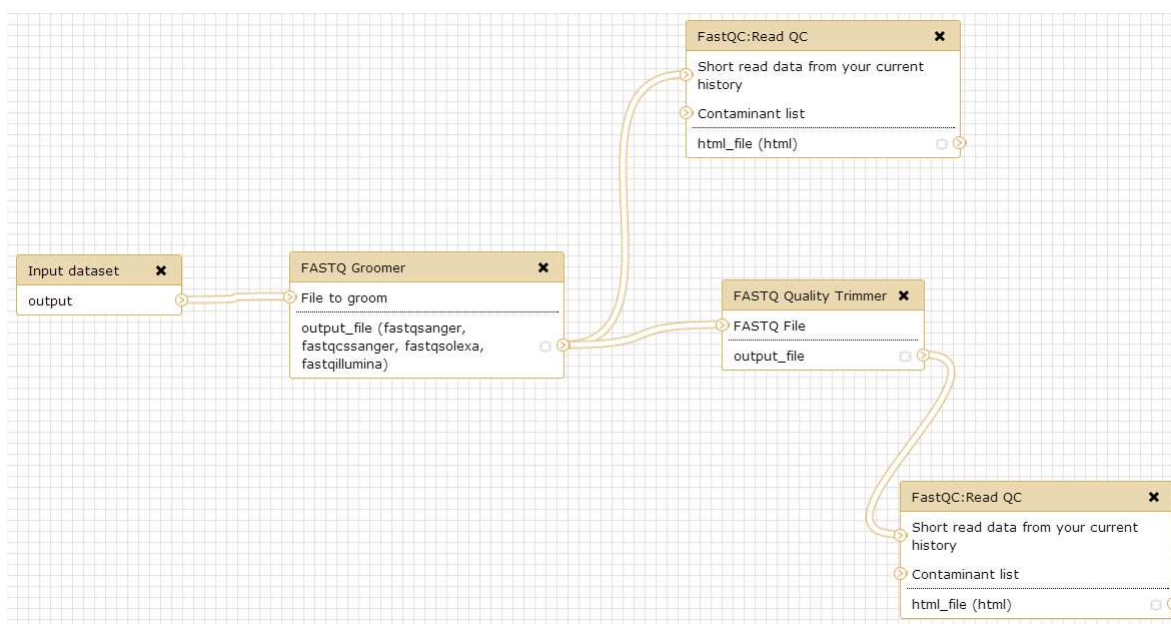 FastQC:Read QC
Short read data from your current
history
Contaminant list
html_file (html)
Input dataset
output
FASTQ Groomer
File to groom
output_file (fastqsanger,
fastqcssanger, fastqsolexa,
fastqillumina)
FASTQ Quality Trimmer
FASTQ File
output_file
FastQC:Read QC
Short read data from your current
history
Contaminant list
html_file (html)